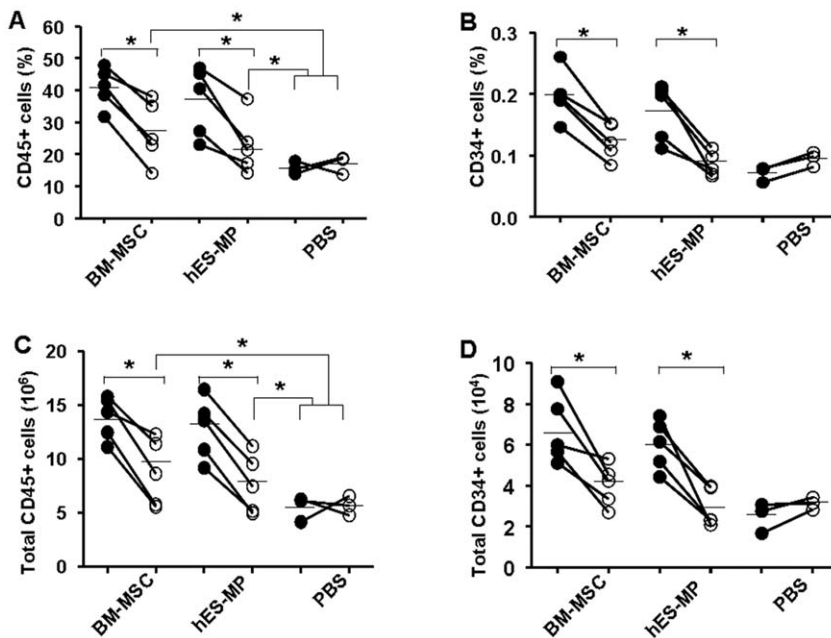 A
CD45+ cells (%)
60
50
40
30
20
10
0
* * * *
BM-MSC
hES-MP
PBS
B
CD34+ cells (%)
0.3
0.2
0.1
0.0
* *
BM-MSC
hES-MP
PBS
C
Total CD45+ cells (10⁶)
20
15
10
5
0
* * * *
BM-MSC
hES-MP
PBS
D
Total CD34+ cells (10⁴)
10
8
6
4
2
0
* *
BM-MSC
hES-MP
PBS